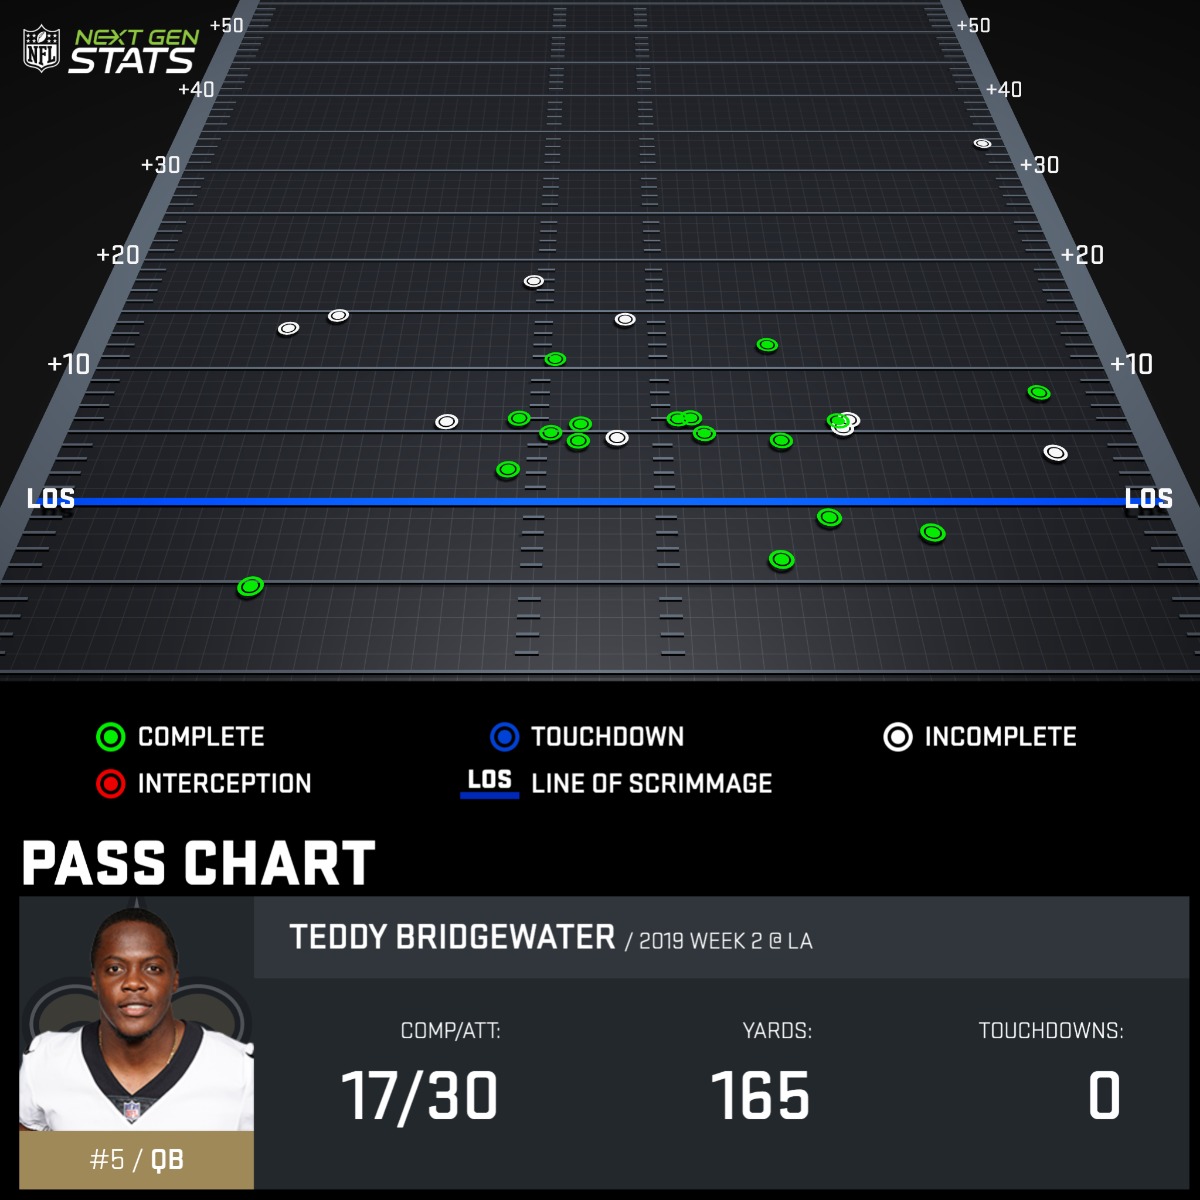 NFL NEXT GEN
STATS
+50 +50
+40 +40
+30 +30
+20 +20
+10 +10
LOS LOS
COMPLETE TOUCHDOWN INCOMPLETE
INTERCEPTION LOS LINE OF SCRIMMAGE
PASS CHART
TEDDY BRIDGEWATER / 2019 WEEK 2 @ LA
COMP/ATT: YARDS: TOUCHDOWNS:
17/30 165 0
#5 / QB